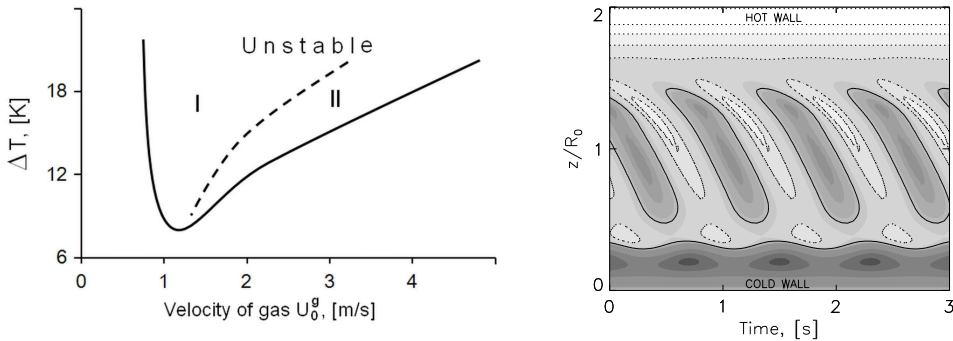 Unstable
I
II
18
12
6
0
1
2
3
4
ΔT, [K]
Velocity of gas U₀ᵍ, [m/s]
2
1
0
z/R₀
HOT WALL
COLD WALL
0
1
2
3
Time, [s]